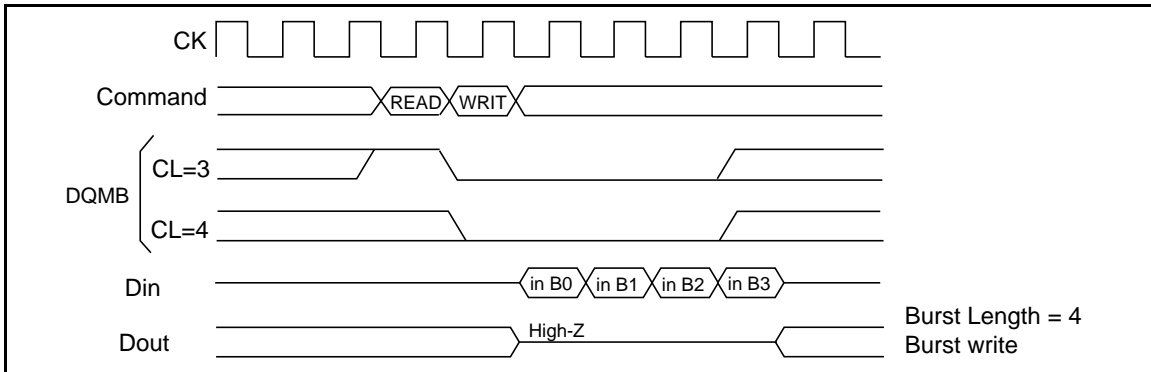 CK
Command READ WRIT
CL=3
DQMB
CL=4
Din in B0 in B1 in B2 in B3
Dout High-Z
Burst Length = 4
Burst write